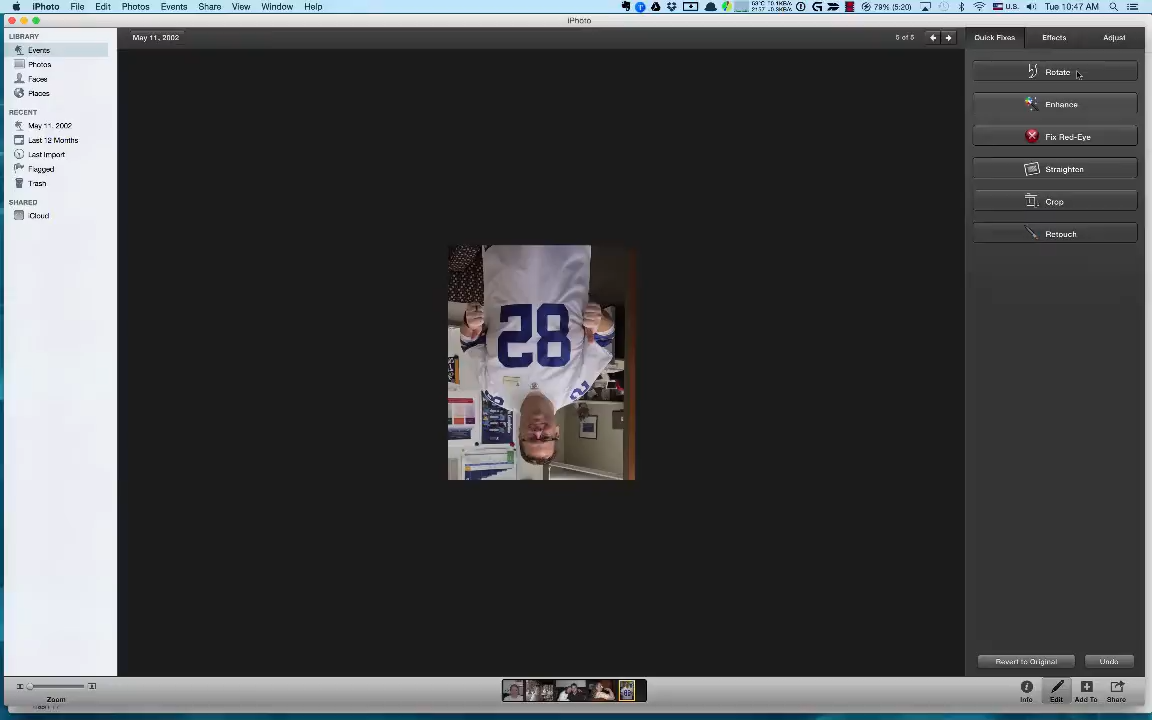 iPhoto File Edit Photos Events Share View Window Help
79% (5:20) U.S. Tue 10:47 AM
iPhoto
LIBRARY
Events
Photos
Faces
Places
RECENT
May 11, 2002
Last 12 Months
Last Import
Flagged
Trash
SHARED
iCloud
May 11, 2002
5 of 5
28
Quick Fixes Effects Adjust
Rotate
Enhance
Fix Red-Eye
Straighten
Crop
Retouch
Revert to Original Undo
Zoom
Info Edit Add To Share